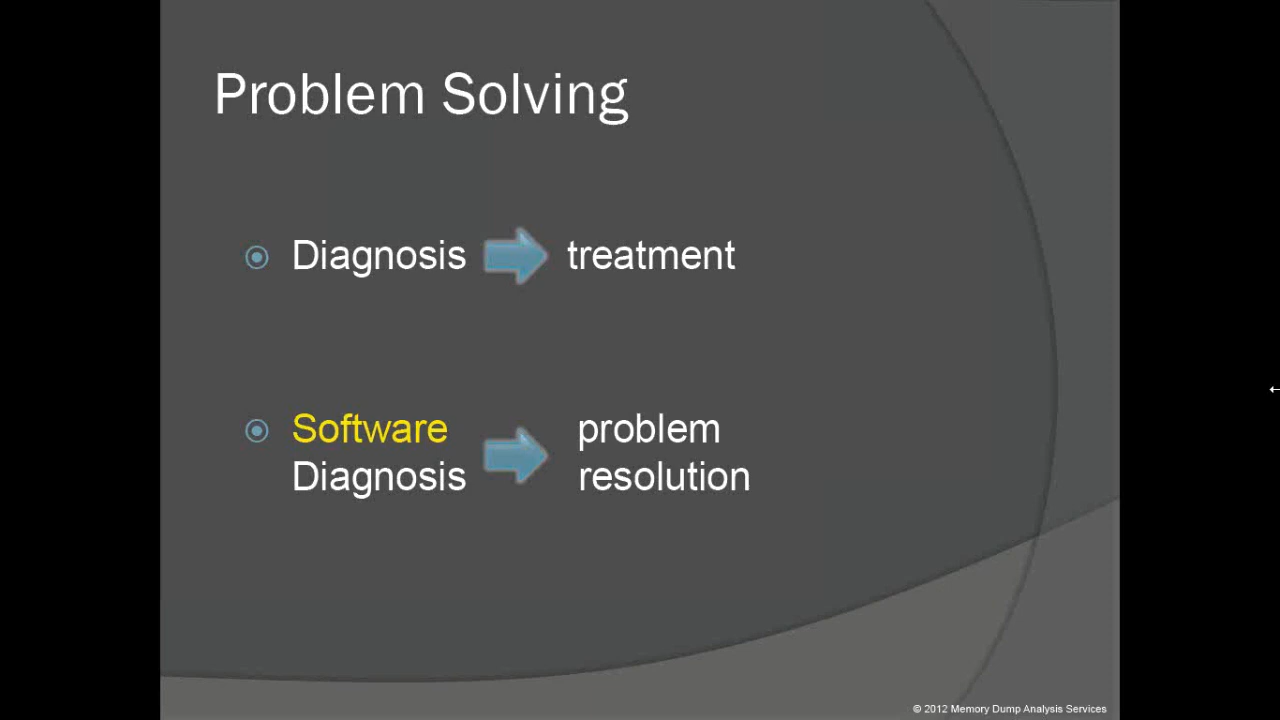 Problem Solving
Diagnosis treatment
Software problem
Diagnosis resolution
© 2012 Memory Dump Analysis Services